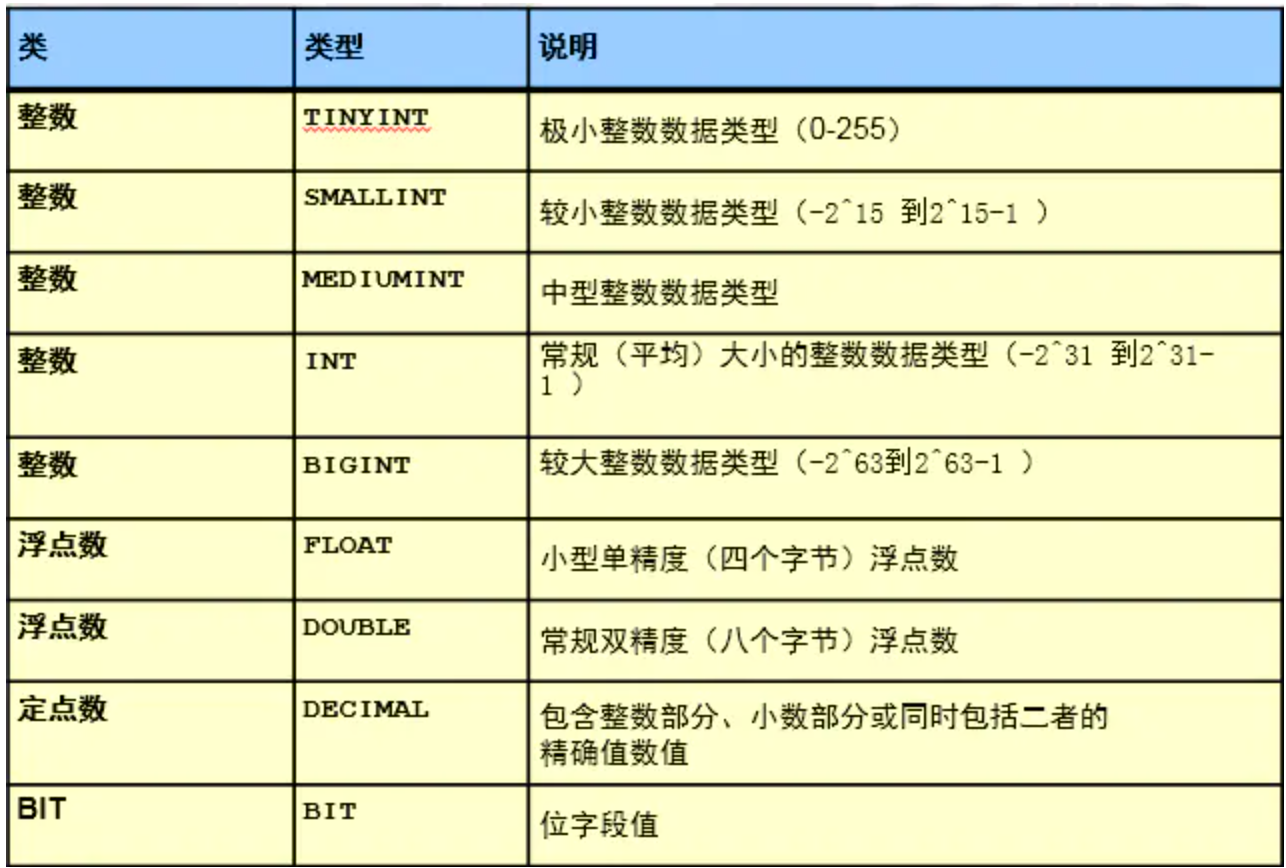 类 类型 说明
整数 TINYINT 极小整数数据类型（0-255）
整数 SMALLINT 较小整数数据类型（-2^15 到2^15-1 ）
整数 MEDIUMINT 中型整数数据类型
整数 INT 常规（平均）大小的整数数据类型（-2^31 到2^31-
1 ）
整数 BIGINT 较大整数数据类型（-2^63到2^63-1 ）
浮点数 FLOAT 小型单精度（四个字节）浮点数
浮点数 DOUBLE 常规双精度（八个字节）浮点数
定点数 DECIMAL 包含整数部分、小数部分或同时包括二者的
精确值数值
BIT BIT 位字段值